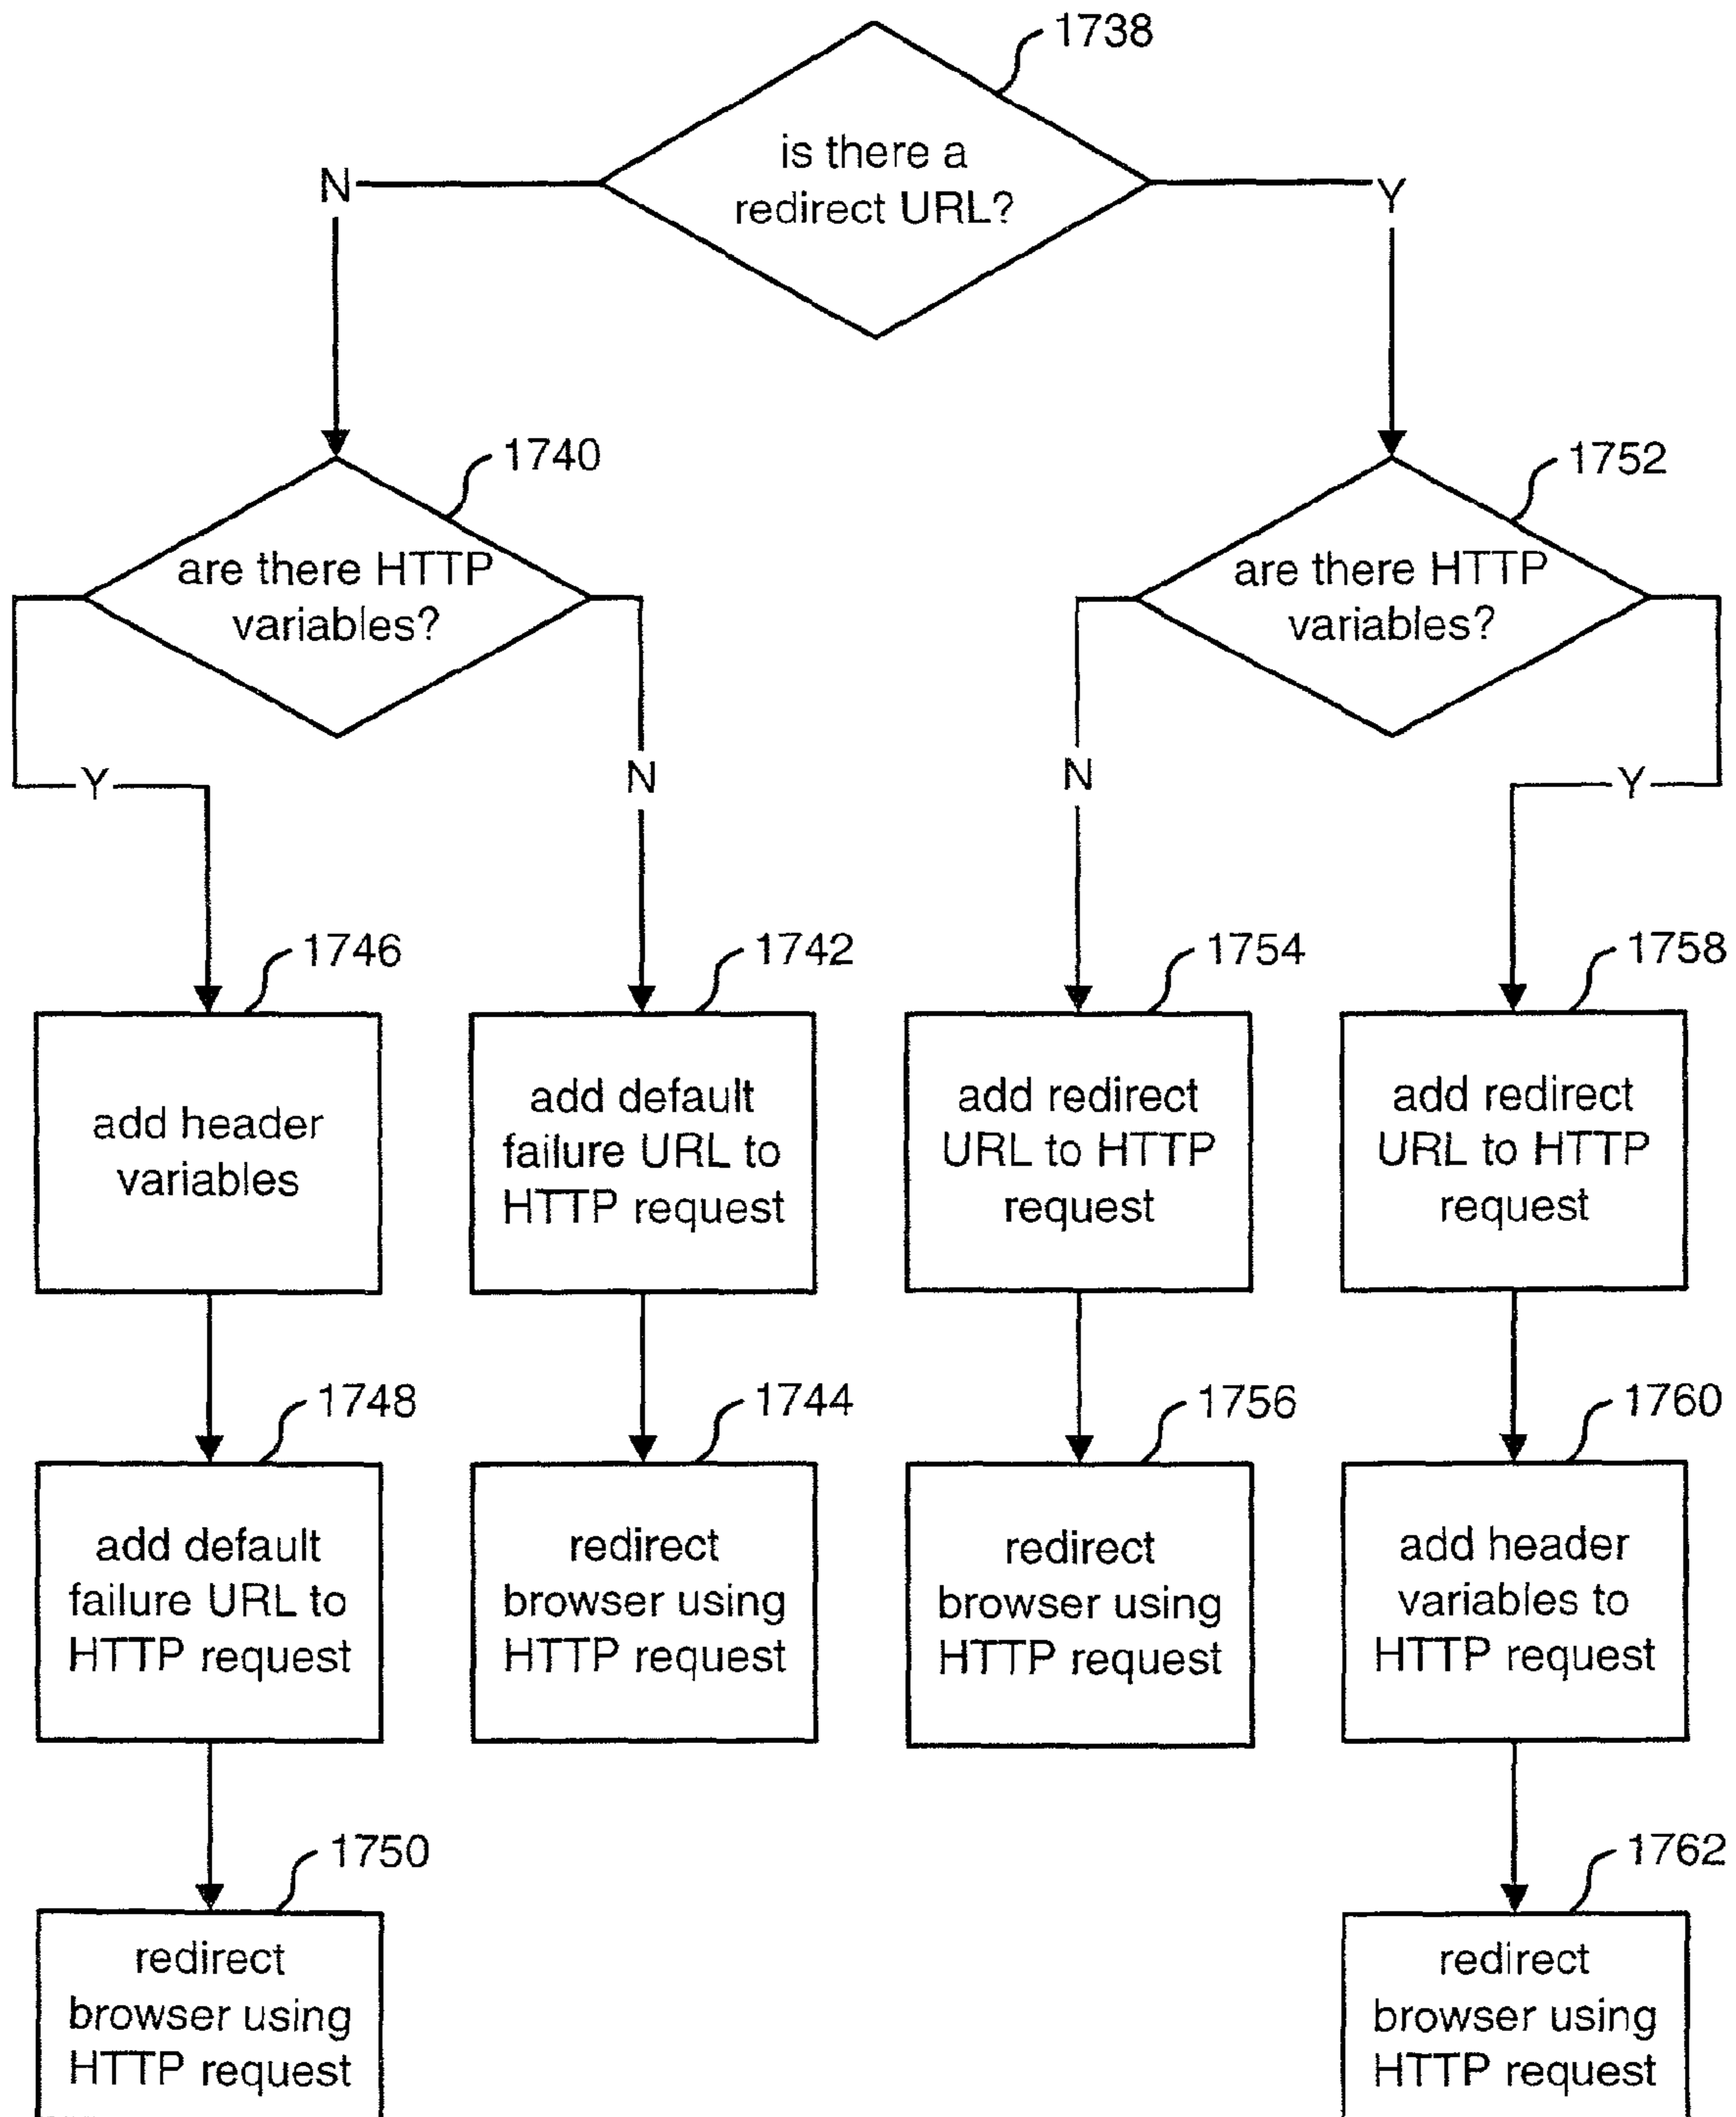 1738
is there a
redirect URL?
N
Y
1740
are there HTTP
variables?
1752
are there HTTP
variables?
Y
N
N
Y
1746
add header
variables
1742
add default
failure URL to
HTTP request
1754
add redirect
URL to HTTP
request
1758
add redirect
URL to HTTP
request
1748
add default
failure URL to
HTTP request
1744
redirect
browser using
HTTP request
1756
redirect
browser using
HTTP request
1760
add header
variables to
HTTP request
1750
redirect
browser using
HTTP request
1762
redirect
browser using
HTTP request